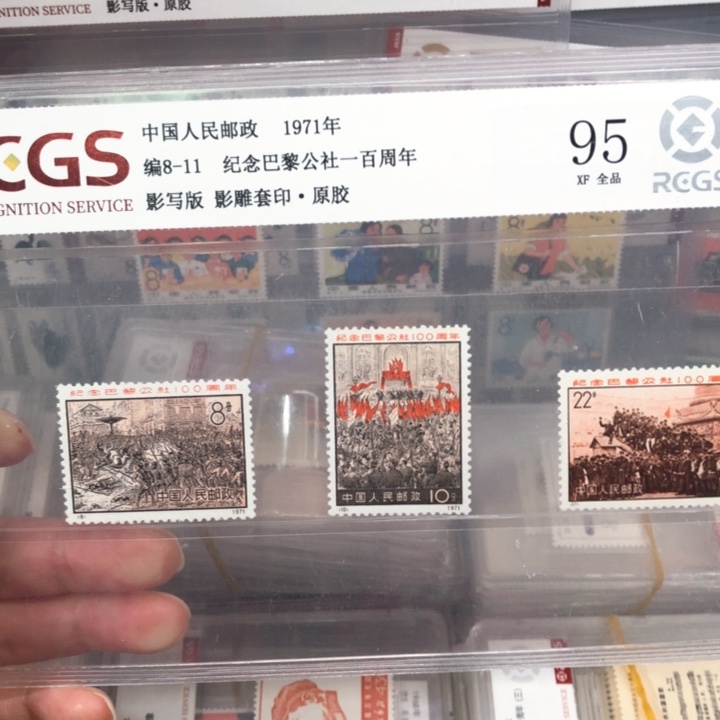 GNITION SERVICE
影写版·原胶
CGS
GNITION SERVICE
中国人民邮政 1971年
编8-11 纪念巴黎公社一百周年
影写版 影雕套印·原胶
95
XF 全品
RCGS
纪念巴黎公社100周年
8分
中国人民邮政
1971
纪念巴黎公社100周年
中国人民邮政 10分
1971
纪念巴黎公社100周
22分
中国人民邮政